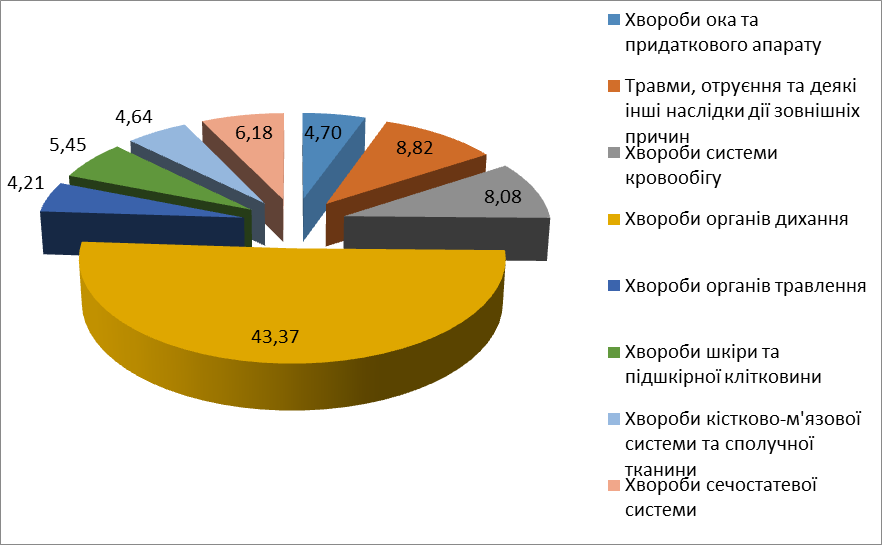 4,70
8,82
8,08
43,37
4,21
5,45
4,64
6,18
Хвороби ока та
придаткового апарату
Травми, отруєння та деякі
інші наслідки дії зовнішніх
причин
Хвороби системи
кровообігу
Хвороби органів дихання
Хвороби органів травлення
Хвороби шкіри та
підшкірної клітковини
Хвороби кістково-м'язової
системи та сполучної
тканини
Хвороби сечостатевої
системи